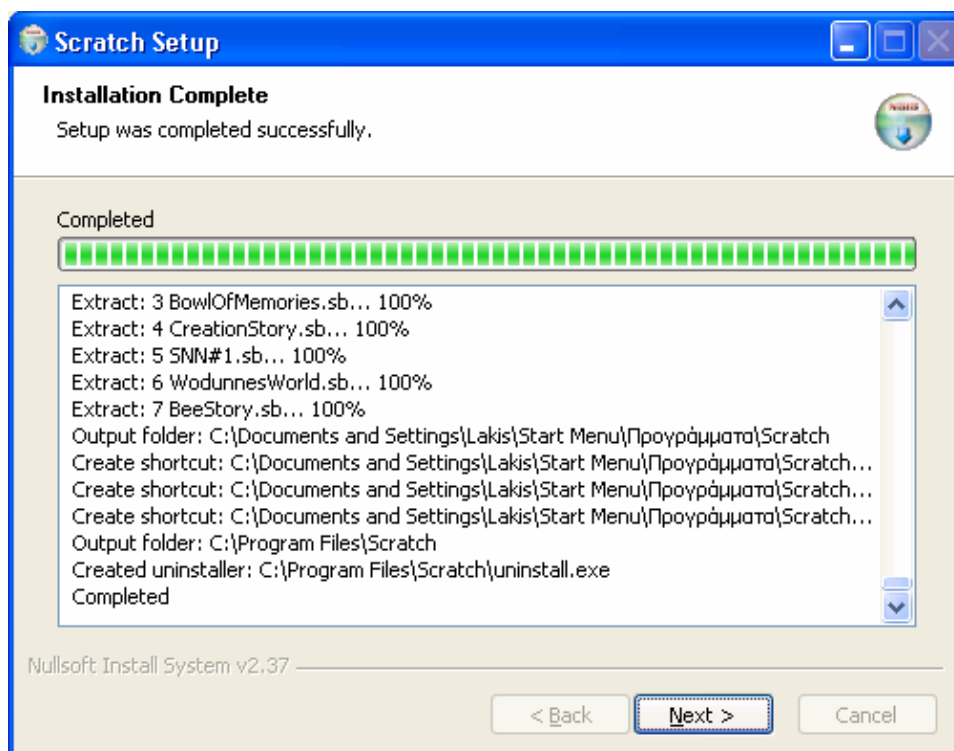 Scratch Setup
Installation Complete
Setup was completed successfully.
Completed
Extract: 3 BowlOfMemories.sb... 100%
Extract: 4 CreationStory.sb... 100%
Extract: 5 SNN#1.sb... 100%
Extract: 6 WodunnesWorld.sb... 100%
Extract: 7 BeeStory.sb... 100%
Output folder: C:\Documents and Settings\Lakis\Start Menu\Προγράμματα\Scratch
Create shortcut: C:\Documents and Settings\Lakis\Start Menu\Προγράμματα\Scratch...
Create shortcut: C:\Documents and Settings\Lakis\Start Menu\Προγράμματα\Scratch...
Create shortcut: C:\Documents and Settings\Lakis\Start Menu\Προγράμματα\Scratch...
Output folder: C:\Program Files\Scratch
Created uninstaller: C:\Program Files\Scratch\uninstall.exe
Completed
Nullsoft Install System v2.37
< Back Next > Cancel